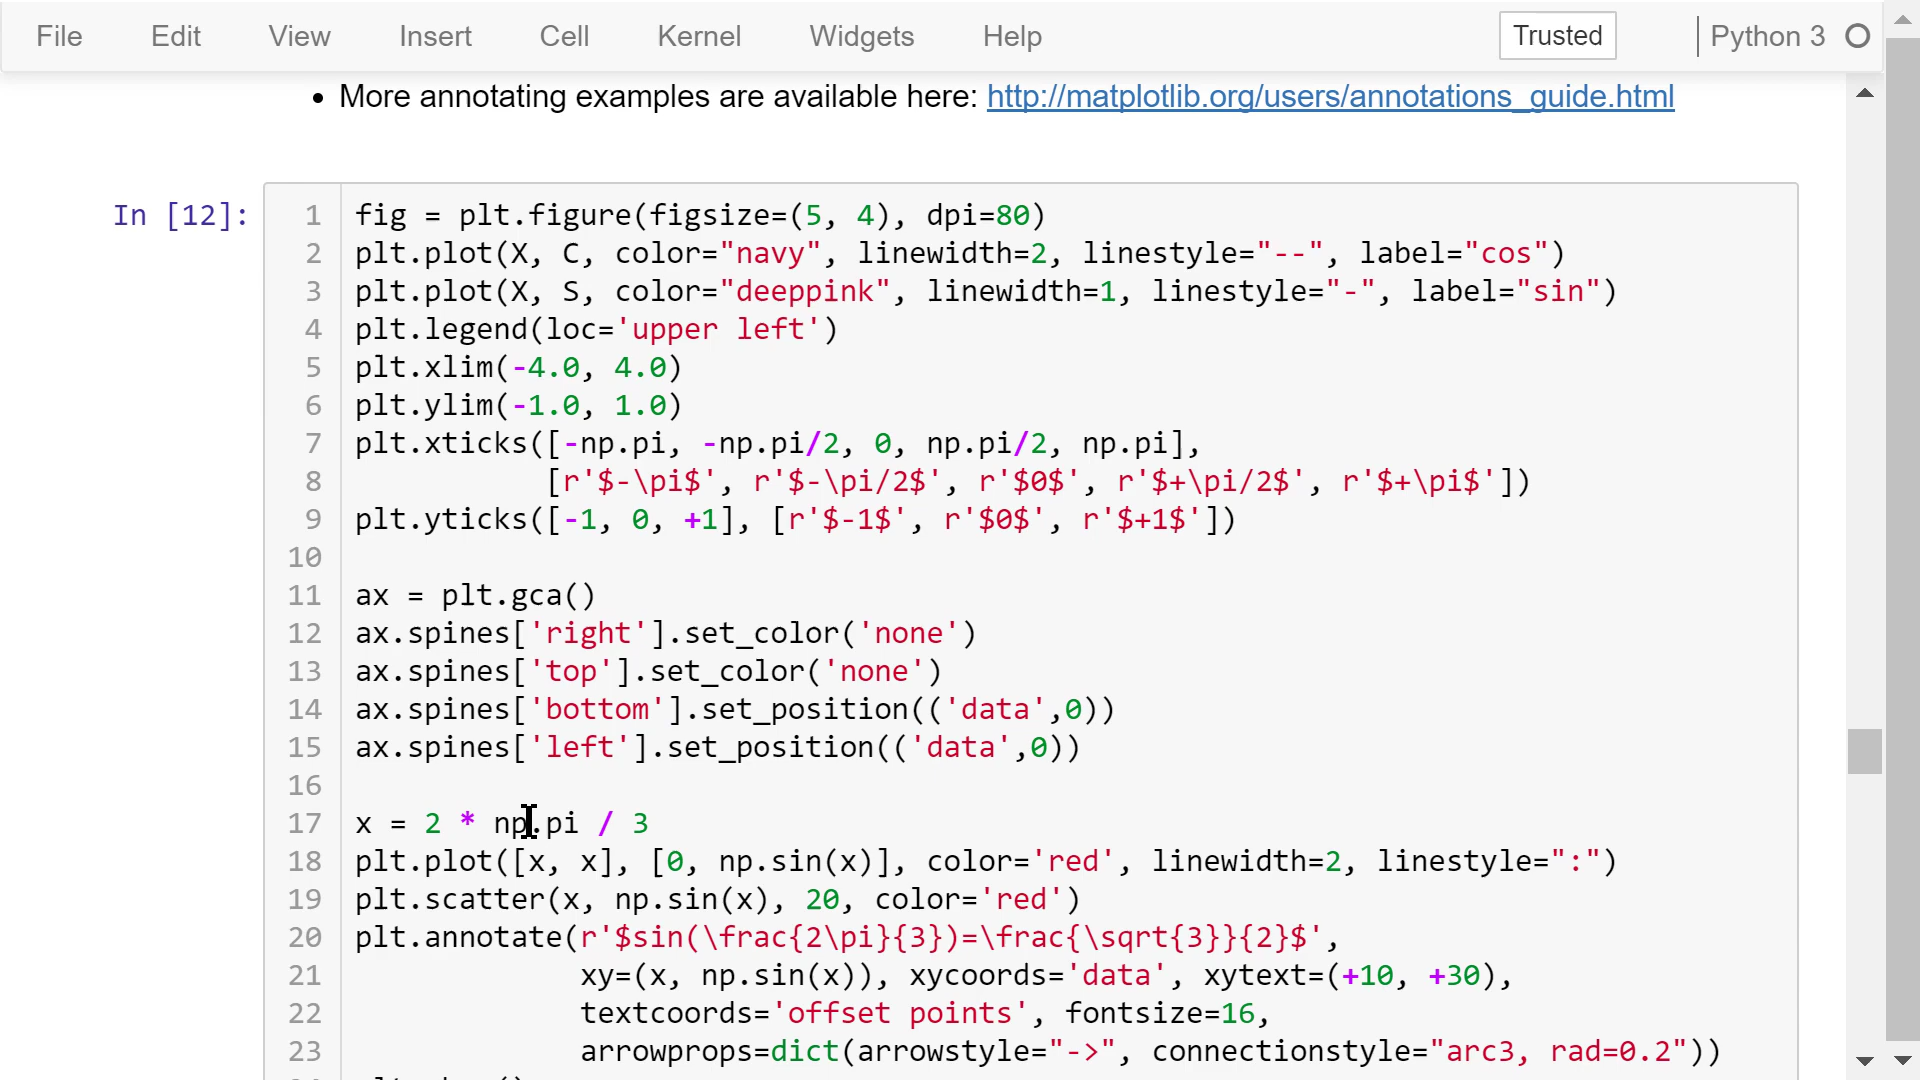 File Edit View Insert Cell Kernel Widgets Help Trusted Python 3
• More annotating examples are available here: http://matplotlib.org/users/annotations_guide.html
In [12]:
1 fig = plt.figure(figsize=(5, 4), dpi=80)
2 plt.plot(X, C, color="navy", linewidth=2, linestyle="--", label="cos")
3 plt.plot(X, S, color="deeppink", linewidth=1, linestyle="-", label="sin")
4 plt.legend(loc='upper left')
5 plt.xlim(-4.0, 4.0)
6 plt.ylim(-1.0, 1.0)
7 plt.xticks([-np.pi, -np.pi/2, 0, np.pi/2, np.pi],
8 [r'$-\pi$', r'$-\pi/2$', r'$0$', r'$+\pi/2$', r'$+\pi$'])
9 plt.yticks([-1, 0, +1], [r'$-1$', r'$0$', r'$+1$'])
10
11 ax = plt.gca()
12 ax.spines['right'].set_color('none')
13 ax.spines['top'].set_color('none')
14 ax.spines['bottom'].set_position(('data',0))
15 ax.spines['left'].set_position(('data',0))
16
17 x = 2 * np.pi / 3
18 plt.plot([x, x], [0, np.sin(x)], color='red', linewidth=2, linestyle=":")
19 plt.scatter(x, np.sin(x), 20, color='red')
20 plt.annotate(r'$sin(\frac{2\pi}{3})=\frac{\sqrt{3}}{2}$',
21 xy=(x, np.sin(x)), xycoords='data', xytext=(+10, +30),
22 textcoords='offset points', fontsize=16,
23 arrowprops=dict(arrowstyle="->", connectionstyle="arc3, rad=0.2"))